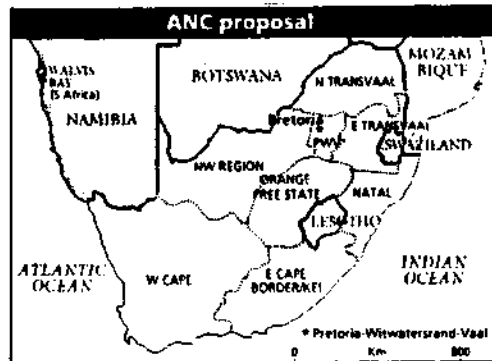 ANC proposal
WALVIS
BAY
(S Africa)
NAMIBIA
BOTSWANA
N TRANSVAAL
MOZAM
BIQUE
Pretoria
PWV*
E TRANSVAAL
SWAZILAND
NW REGION
ORANGE
FREE STATE
NATAL
LESOTHO
ATLANTIC
OCEAN
W CAPE
E CAPE
BORDER/KEI
INDIAN
OCEAN
* Pretoria-Witwatersrand-Vaal
0 Km 800